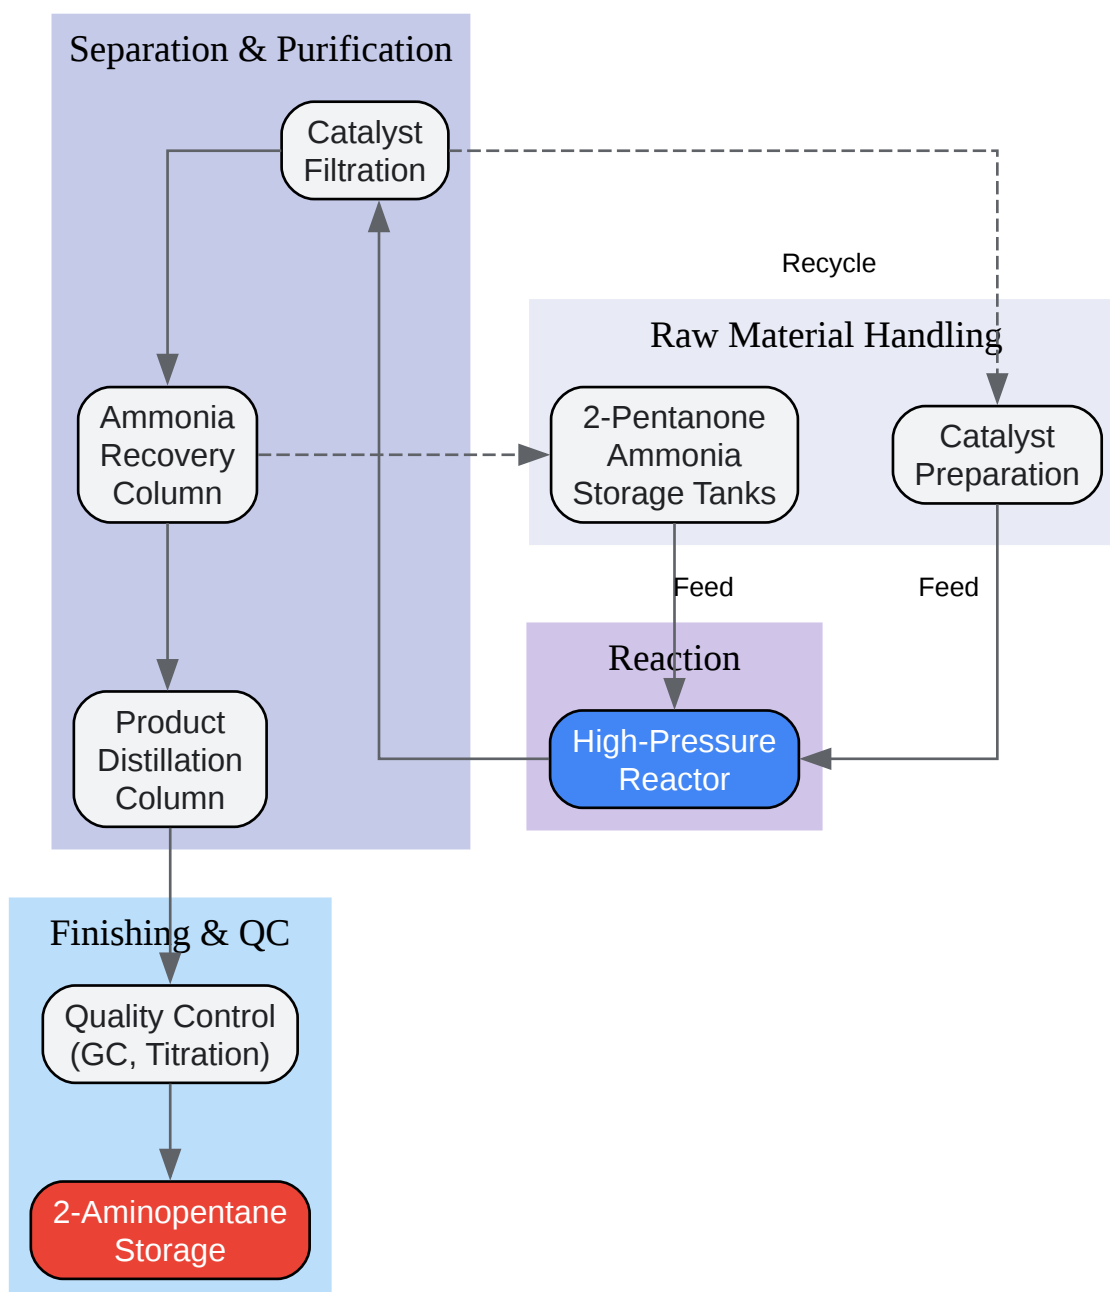 Separation & Purification
Catalyst
Filtration
Recycle
Raw Material Handling
Ammonia
Recovery
Column
2-Pentanone
Ammonia
Storage Tanks
Catalyst
Preparation
Feed
Feed
Reaction
High-Pressure
Reactor
Product
Distillation
Column
Finishing & QC
Quality Control
(GC, Titration)
2-Aminopentane
Storage